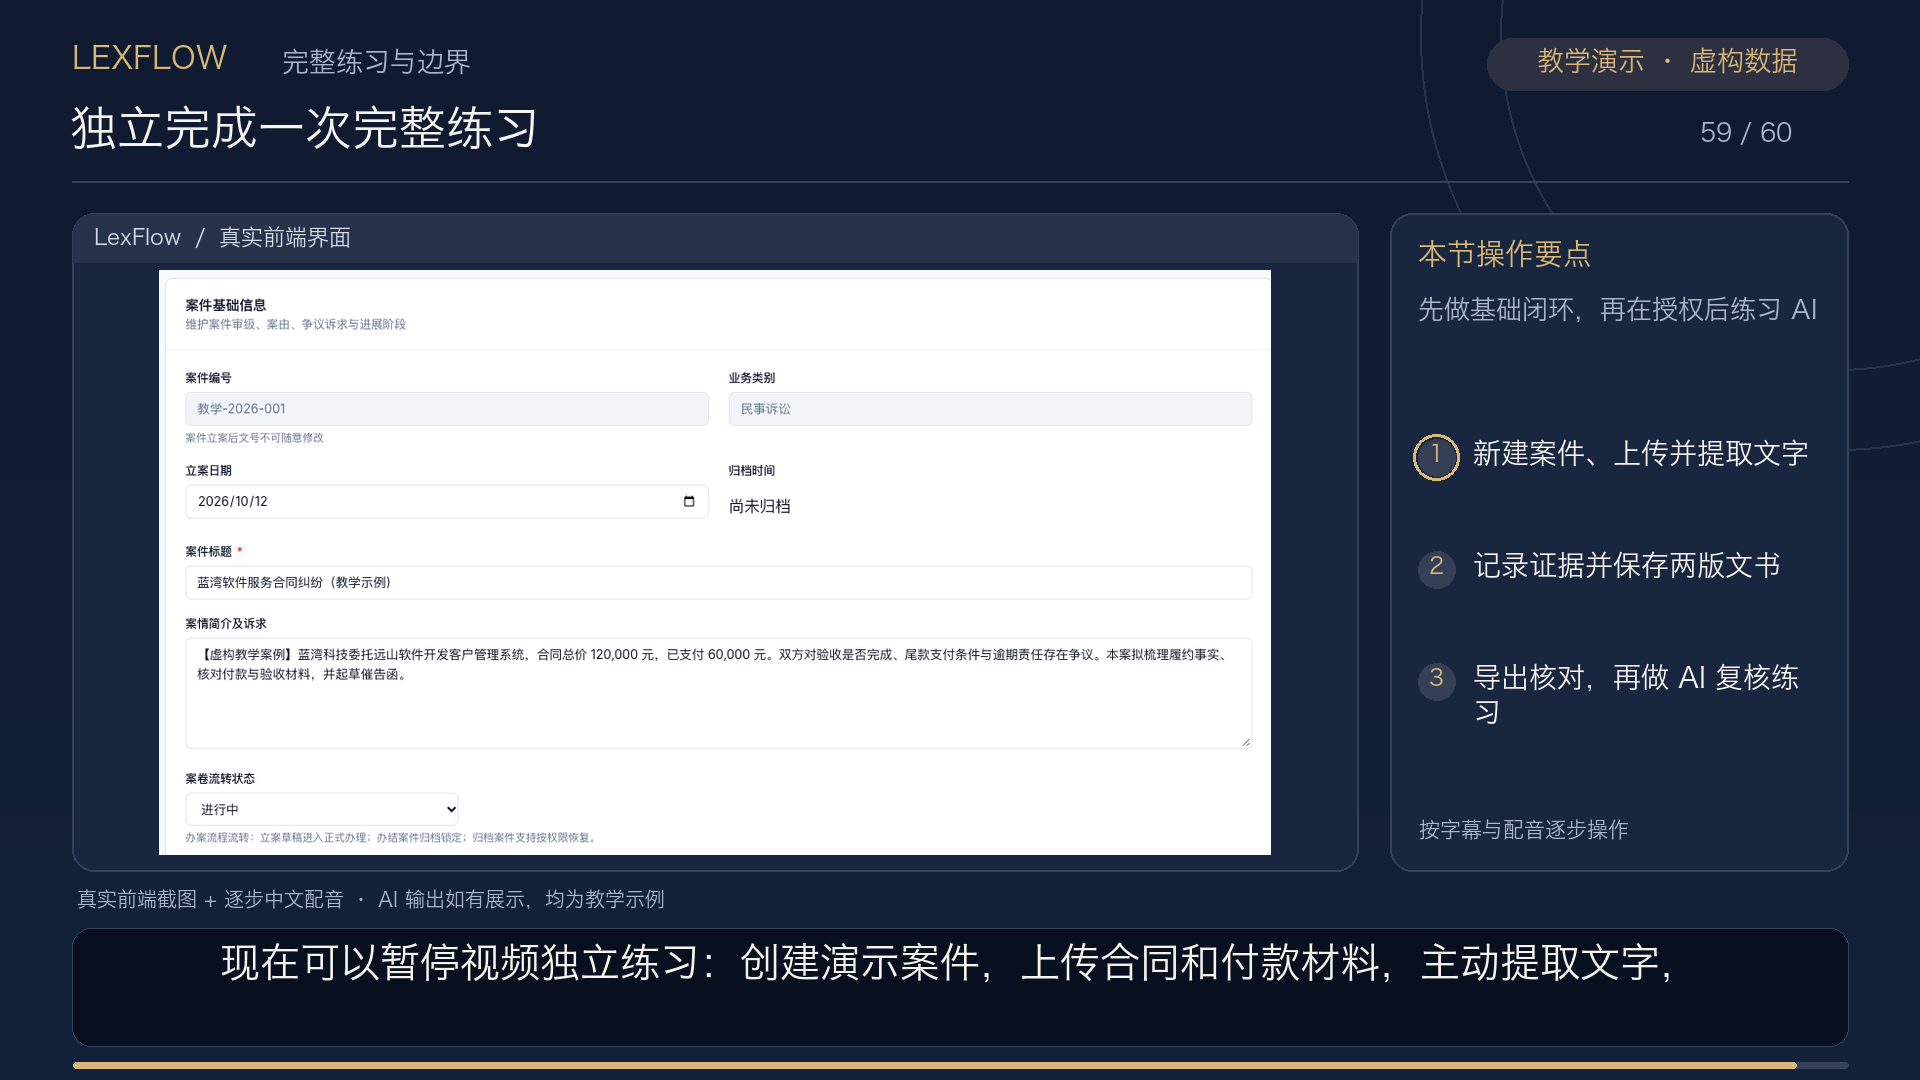 LEXFLOW 完整练习与边界
教学演示 · 虚构数据
独立完成一次完整练习
59 / 60
LexFlow / 真实前端界面
案件基础信息
维护案件审级、案由、争议诉求与进展阶段
案件编号
业务类别
教学-2026-001
民事诉讼
案件立案后文号不可随意修改
立案日期
归档时间
2026/10/12
尚未归档
案件标题 *
蓝湾软件服务合同纠纷（教学示例）
案情简介及诉求
【虚构教学案例】蓝湾科技委托远山软件开发客户管理系统，合同总价 120,000 元，已支付 60,000 元。双方对验收是否完成、尾款支付条件与逾期责任存在争议。本案拟梳理履约事实、
核对付款与验收材料，并起草催告函。
案卷流转状态
进行中
办案流程流转：立案草稿进入正式办理；办结案件归档锁定；归档案件支持按权限恢复。
本节操作要点
先做基础闭环，再在授权后练习 AI
1 新建案件、上传并提取文字
2 记录证据并保存两版文书
3 导出核对，再做 AI 复核练
习
按字幕与配音逐步操作
真实前端截图 + 逐步中文配音 · AI 输出如有展示，均为教学示例
现在可以暂停视频独立练习：创建演示案件，上传合同和付款材料，主动提取文字，